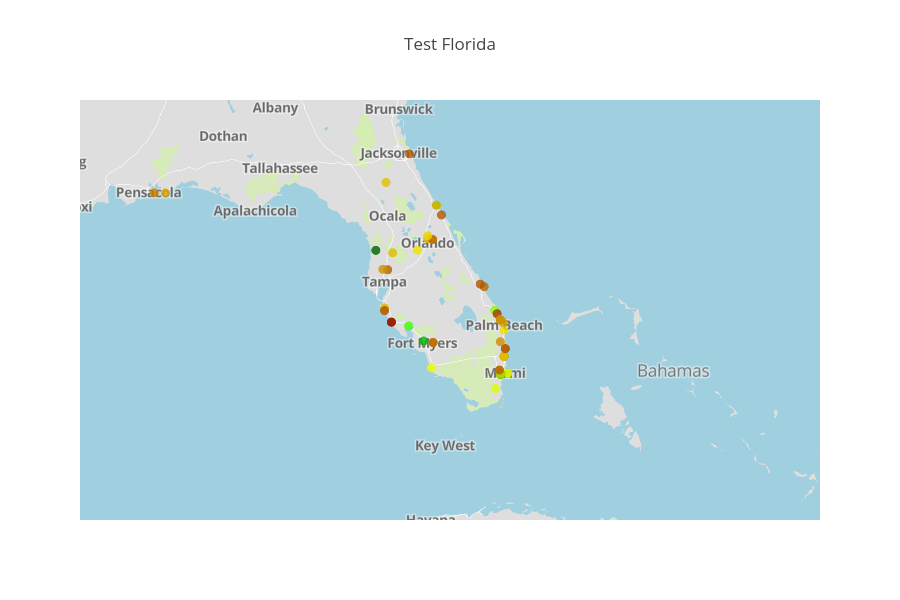 Test Florida
Albany
Brunswick
Dothan
Jacksonville
g
Tallahassee
Pensacola
oxi
Apalachicola
Ocala
Orlando
Tampa
Palm Beach
Fort Myers
Miami
Bahamas
Key West
Havana